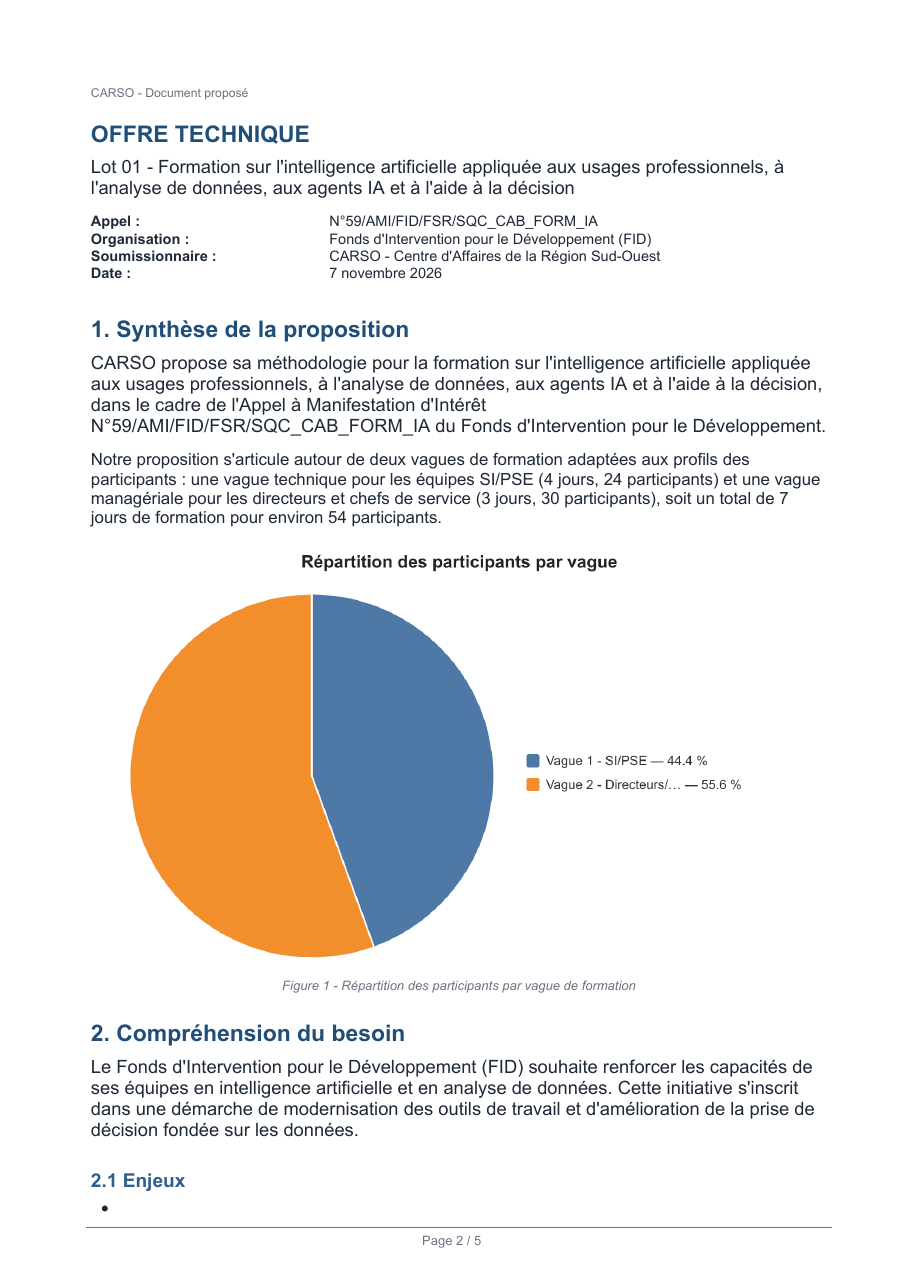 CARSO - Document proposé
OFFRE TECHNIQUE
Lot 01 - Formation sur l'intelligence artificielle appliquée aux usages professionnels, à
l'analyse de données, aux agents IA et à l'aide à la décision
Appel : N°59/AMI/FID/FSR/SQC_CAB_FORM_IA
Organisation : Fonds d'Intervention pour le Développement (FID)
Soumissionnaire : CARSO - Centre d'Affaires de la Région Sud-Ouest
Date : 7 novembre 2026
1. Synthèse de la proposition
CARSO propose sa méthodologie pour la formation sur l'intelligence artificielle appliquée
aux usages professionnels, à l'analyse de données, aux agents IA et à l'aide à la décision,
dans le cadre de l'Appel à Manifestation d'Intérêt
N°59/AMI/FID/FSR/SQC_CAB_FORM_IA du Fonds d'Intervention pour le Développement.
Notre proposition s'articule autour de deux vagues de formation adaptées aux profils des
participants : une vague technique pour les équipes SI/PSE (4 jours, 24 participants) et une vague
managériale pour les directeurs et chefs de service (3 jours, 30 participants), soit un total de 7
jours de formation pour environ 54 participants.
Répartition des participants par vague
Vague 1 - SI/PSE — 44.4 %
Vague 2 - Directeurs/… — 55.6 %
Figure 1 - Répartition des participants par vague de formation
2. Compréhension du besoin
Le Fonds d'Intervention pour le Développement (FID) souhaite renforcer les capacités de
ses équipes en intelligence artificielle et en analyse de données. Cette initiative s'inscrit
dans une démarche de modernisation des outils de travail et d'amélioration de la prise de
décision fondée sur les données.
2.1 Enjeux
•
Page 2 / 5